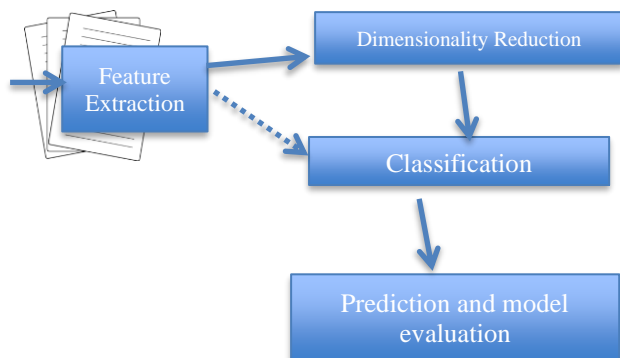 Feature
Extraction
Dimensionality Reduction
Classification
Prediction and model
evaluation